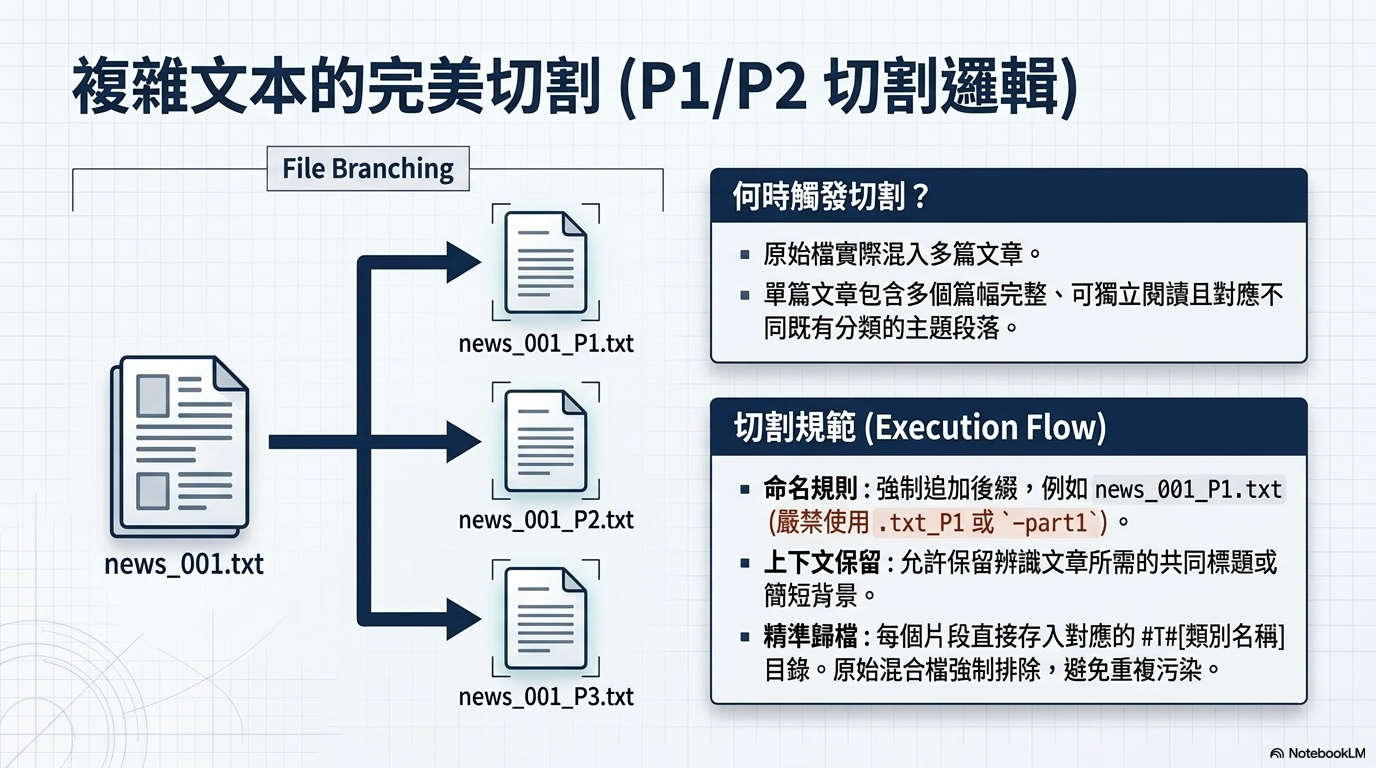 複雜文本的完美切割 (P1/P2 切割邏輯)
File Branching
news_001.txt
news_001_P1.txt
news_001_P2.txt
news_001_P3.txt
何時觸發切割？
▪ 原始檔實際混入多篇文章。
▪ 單篇文章包含多個篇幅完整、可獨立閱讀且對應不
同既有分類的主題段落。
切割規範 (Execution Flow)
▪ 命名規則 : 強制追加後綴，例如 news_001_P1.txt
(嚴禁使用 .txt_P1 或 `–part1`) 。
▪ 上下文保留 : 允許保留辨識文章所需的共同標題或
簡短背景。
▪ 精準歸檔 : 每個片段直接存入對應的 #T#[類別名稱]
目錄。原始混合檔強制排除，避免重複污染。
NotebookLM